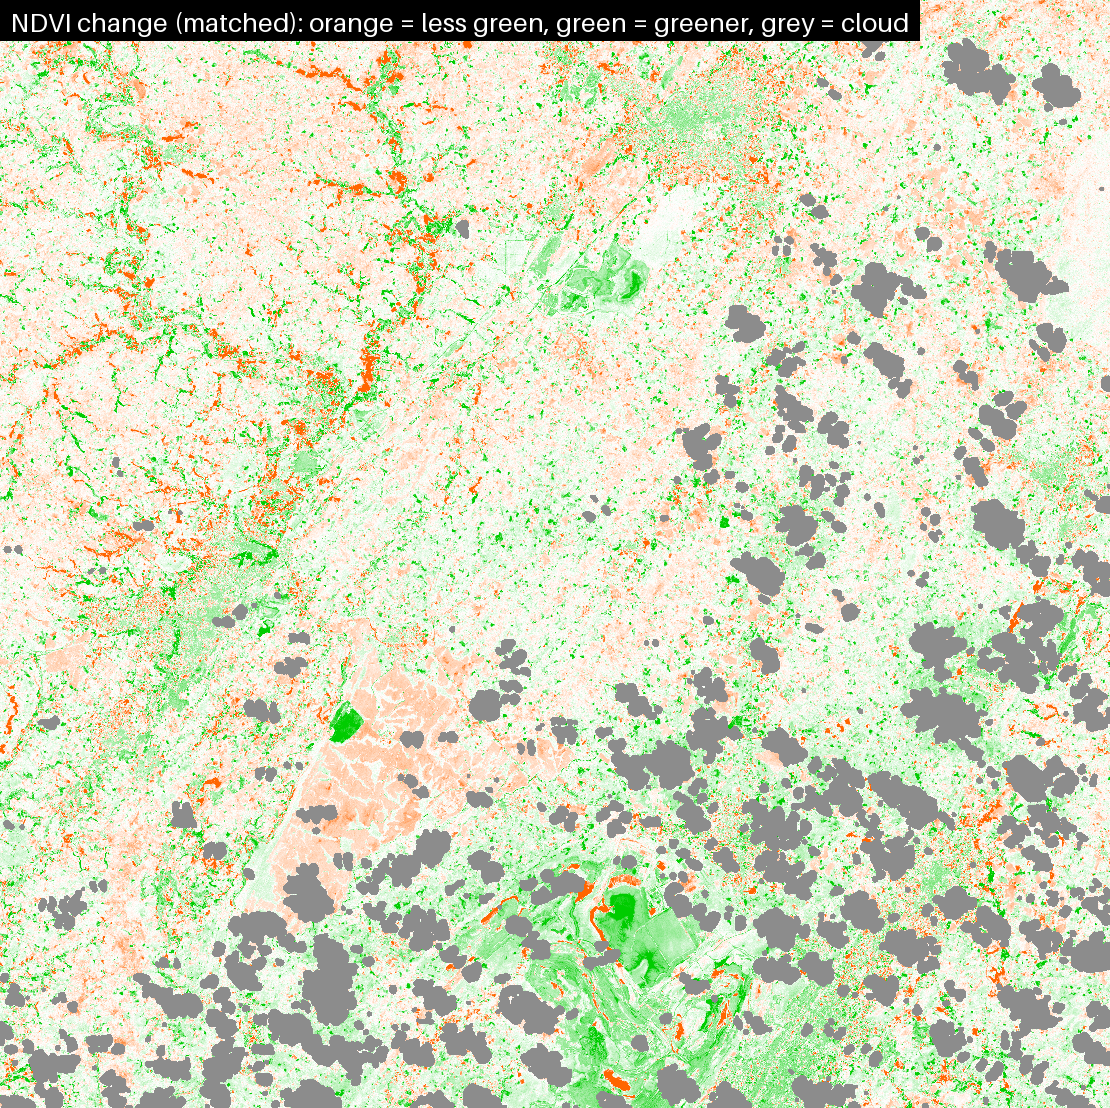 NDVI change (matched): orange = less green, green = greener, grey = cloud